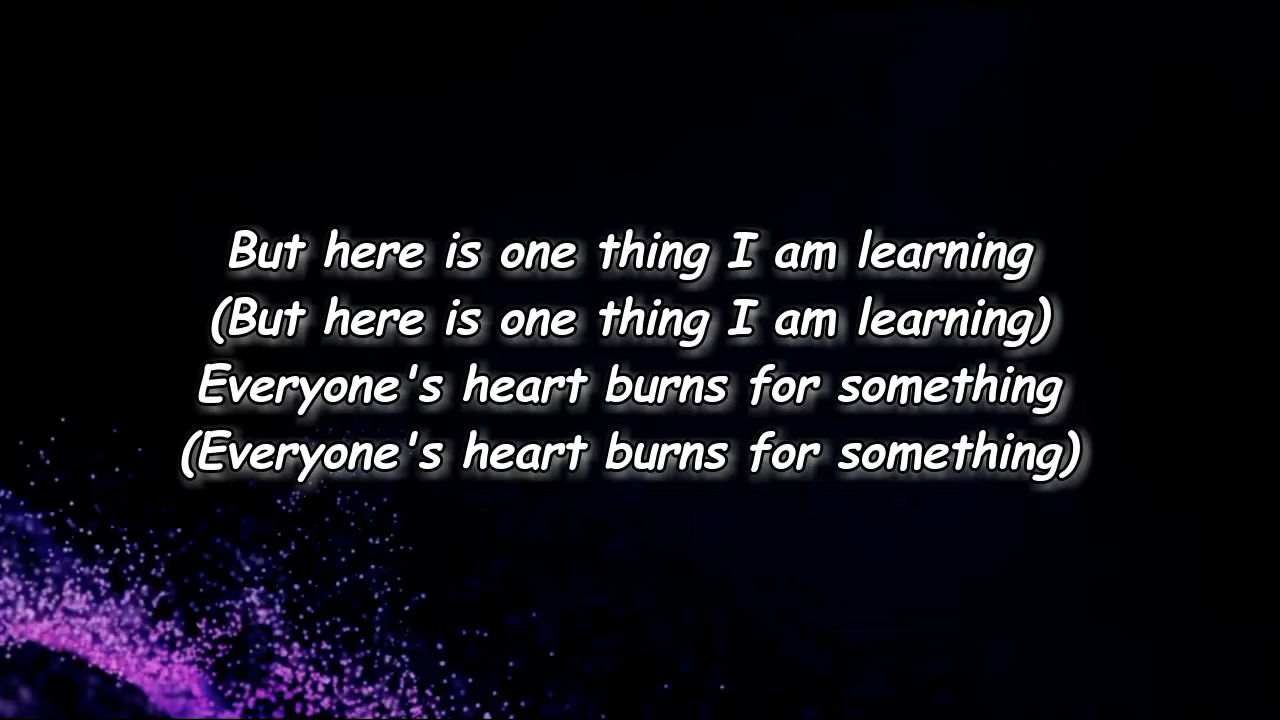 But here is one thing I am learning
(But here is one thing I am learning)
Everyone's heart burns for something
(Everyone's heart burns for something)